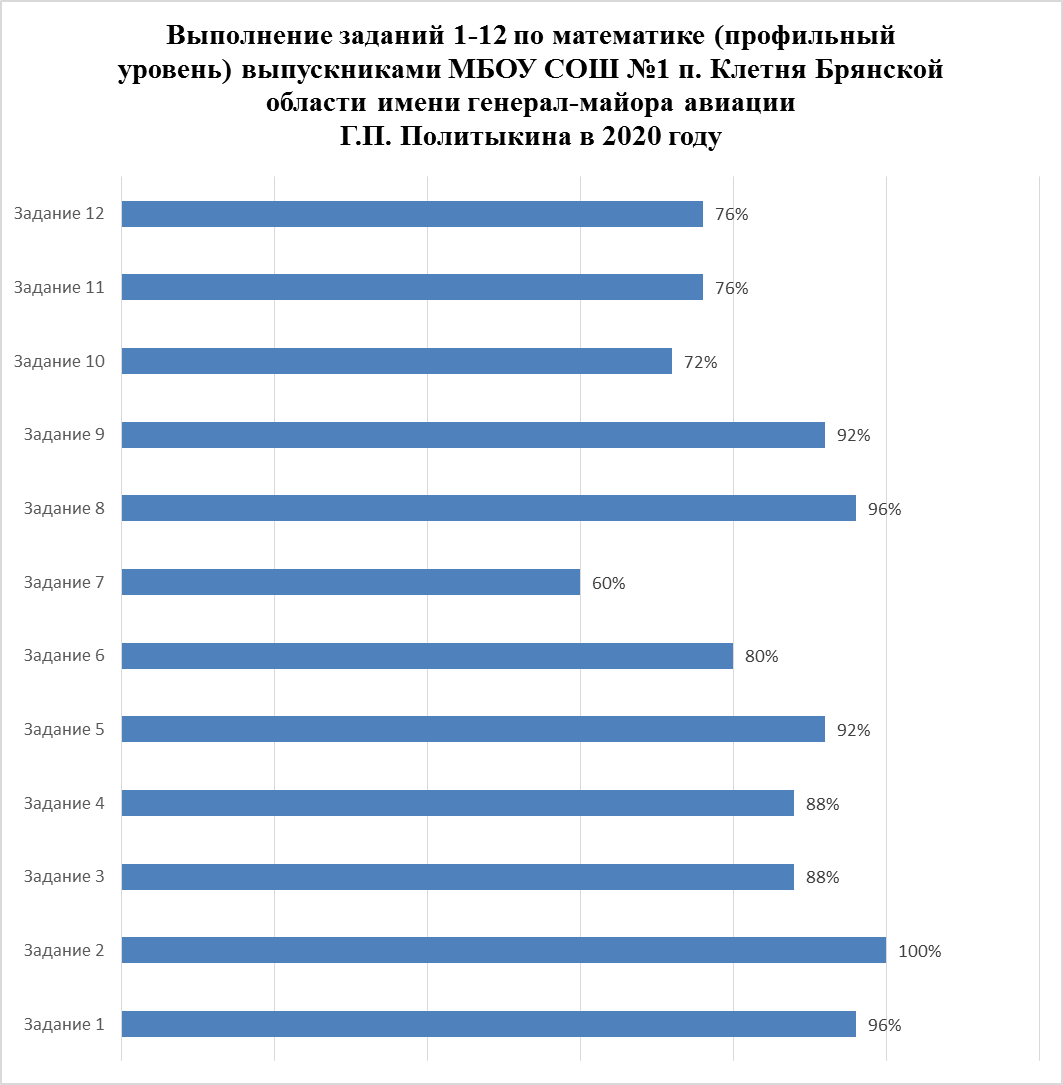 Выполнение заданий 1-12 по математике (профильный
уровень) выпускниками МБОУ СОШ №1 п. Клетня Брянской
области имени генерал-майора авиации
Г.П. Политыкина в 2020 году
Задание 12 76%
Задание 11 76%
Задание 10 72%
Задание 9 92%
Задание 8 96%
Задание 7 60%
Задание 6 80%
Задание 5 92%
Задание 4 88%
Задание 3 88%
Задание 2 100%
Задание 1 96%